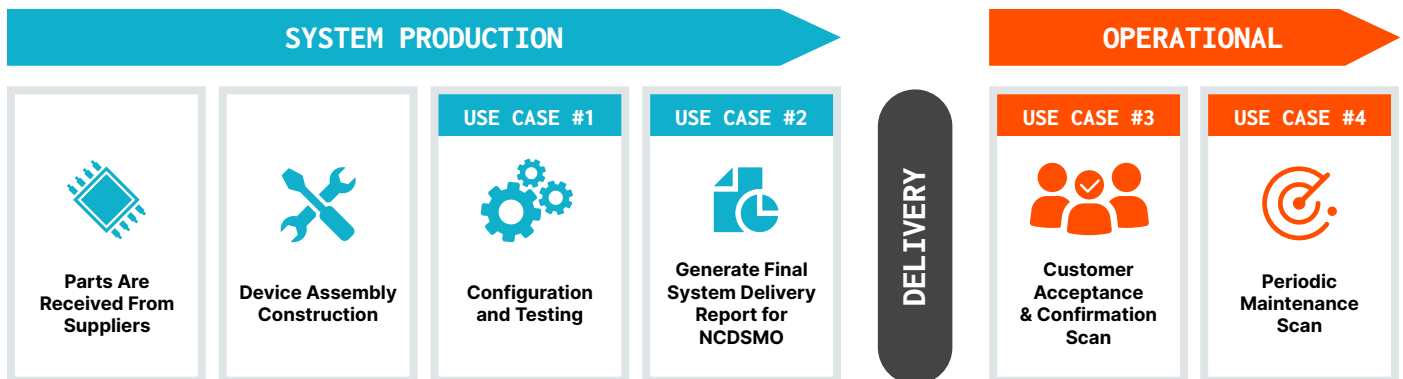 SYSTEM PRODUCTION
OPERATIONAL
Parts Are
Received From
Suppliers
Device Assembly
Construction
USE CASE #1
Configuration
and Testing
USE CASE #2
Generate Final
System Delivery
Report for
NCDSMO
DELIVERY
USE CASE #3
Customer
Acceptance
& Confirmation
Scan
USE CASE #4
Periodic
Maintenance
Scan